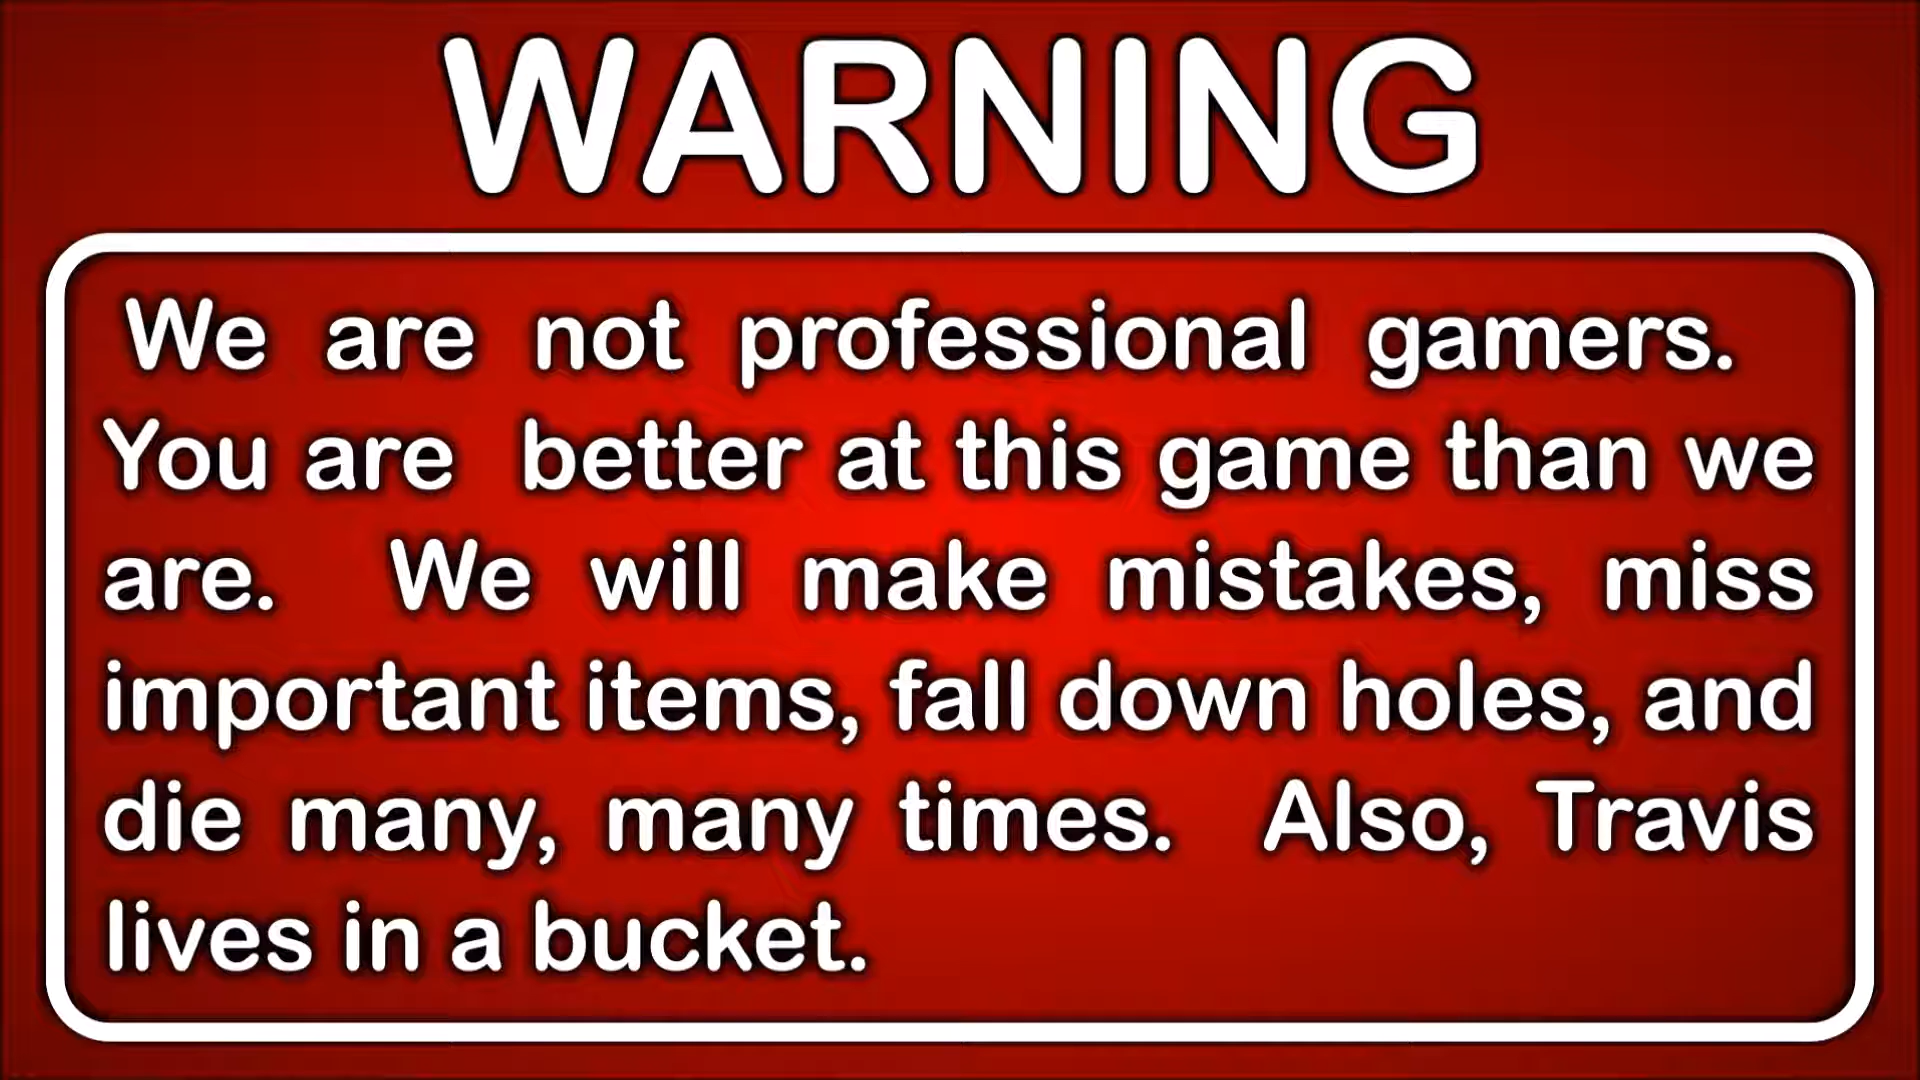 WARNING
We are not professional gamers.
You are better at this game than we
are. We will make mistakes, miss
important items, fall down holes, and
die many, many times. Also, Travis
lives in a bucket.